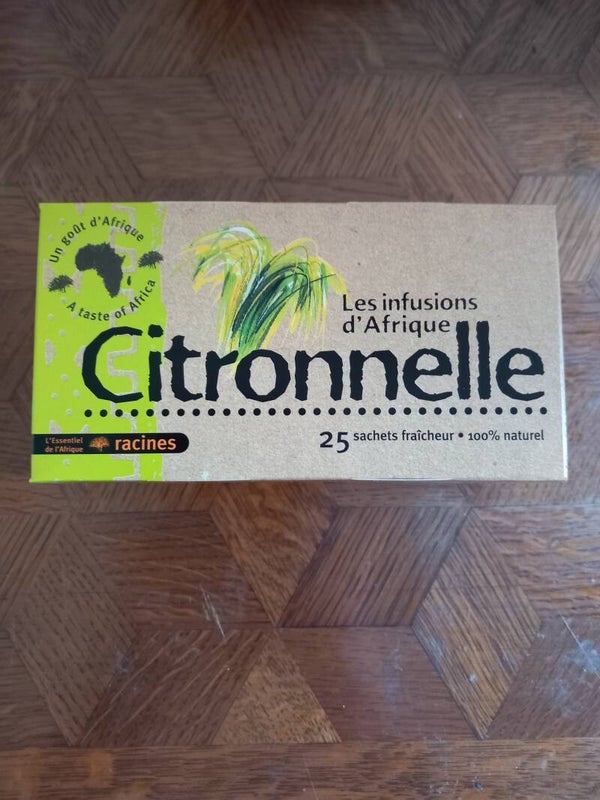 Un goût d'Afrique
A taste of Africa
Les infusions
d'Afrique
Citronnelle
L'Essentiel
de l'Afrique
racines
25 sachets fraîcheur • 100% naturel